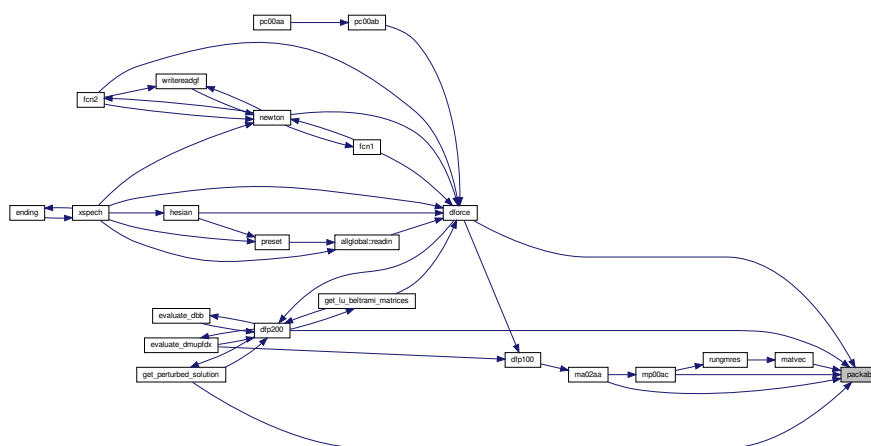 pc00aa
pc00ab
writereadgf
fcn2
newton
fcn1
ending
xspech
hesian
dforce
preset
allglobal::readin
get_lu_beltrami_matrices
evaluate_dbb
dfp200
evaluate_dmupfdx
dfp100
rungmres
matvec
get_perturbed_solution
ma02aa
mp00ac
packab